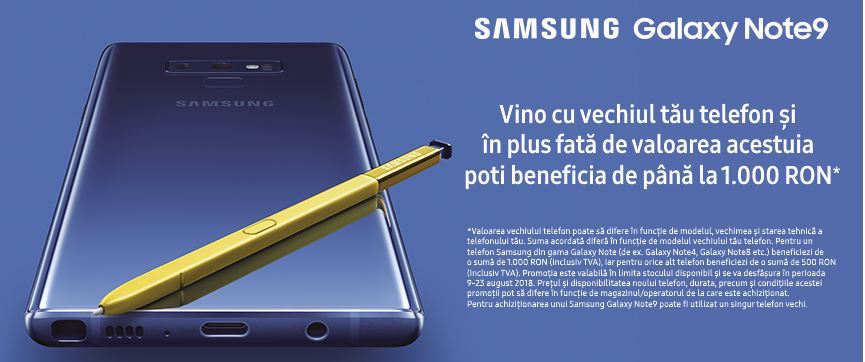 SAMSUNG Galaxy Note9
SAMSUNG
Vino cu vechiul tău telefon și
în plus fată de valoarea acestuia
poti beneficia de până la 1.000 RON*
SAMSUNG
*Valoarea vechiului telefon poate să difere în funcție de modelul, vechimea și starea tehnică a
telefonului tău. Suma acordată diferă în funcție de modelul vechiului tău telefon. Pentru un
telefon Samsung din gama Galaxy Note (de ex. Galaxy Note4, Galaxy Note8 etc.) beneficiezi de
o sumă de 1.000 RON (inclusiv TVA), iar pentru orice alt telefon beneficiezi de o sumă de 500 RON
(inclusiv TVA). Promoția este valabilă în limita stocului disponibil și se va desfășura în perioada
9-23 august 2018. Prețul și disponibilitatea noului telefon, durata, precum și condițiile acestei
promoții pot să difere în funcție de magazinul/operatorul de la care este achiziționat.
Pentru achiziționarea unui Samsung Galaxy Note9 poate fi utilizat un singur telefon vechi.